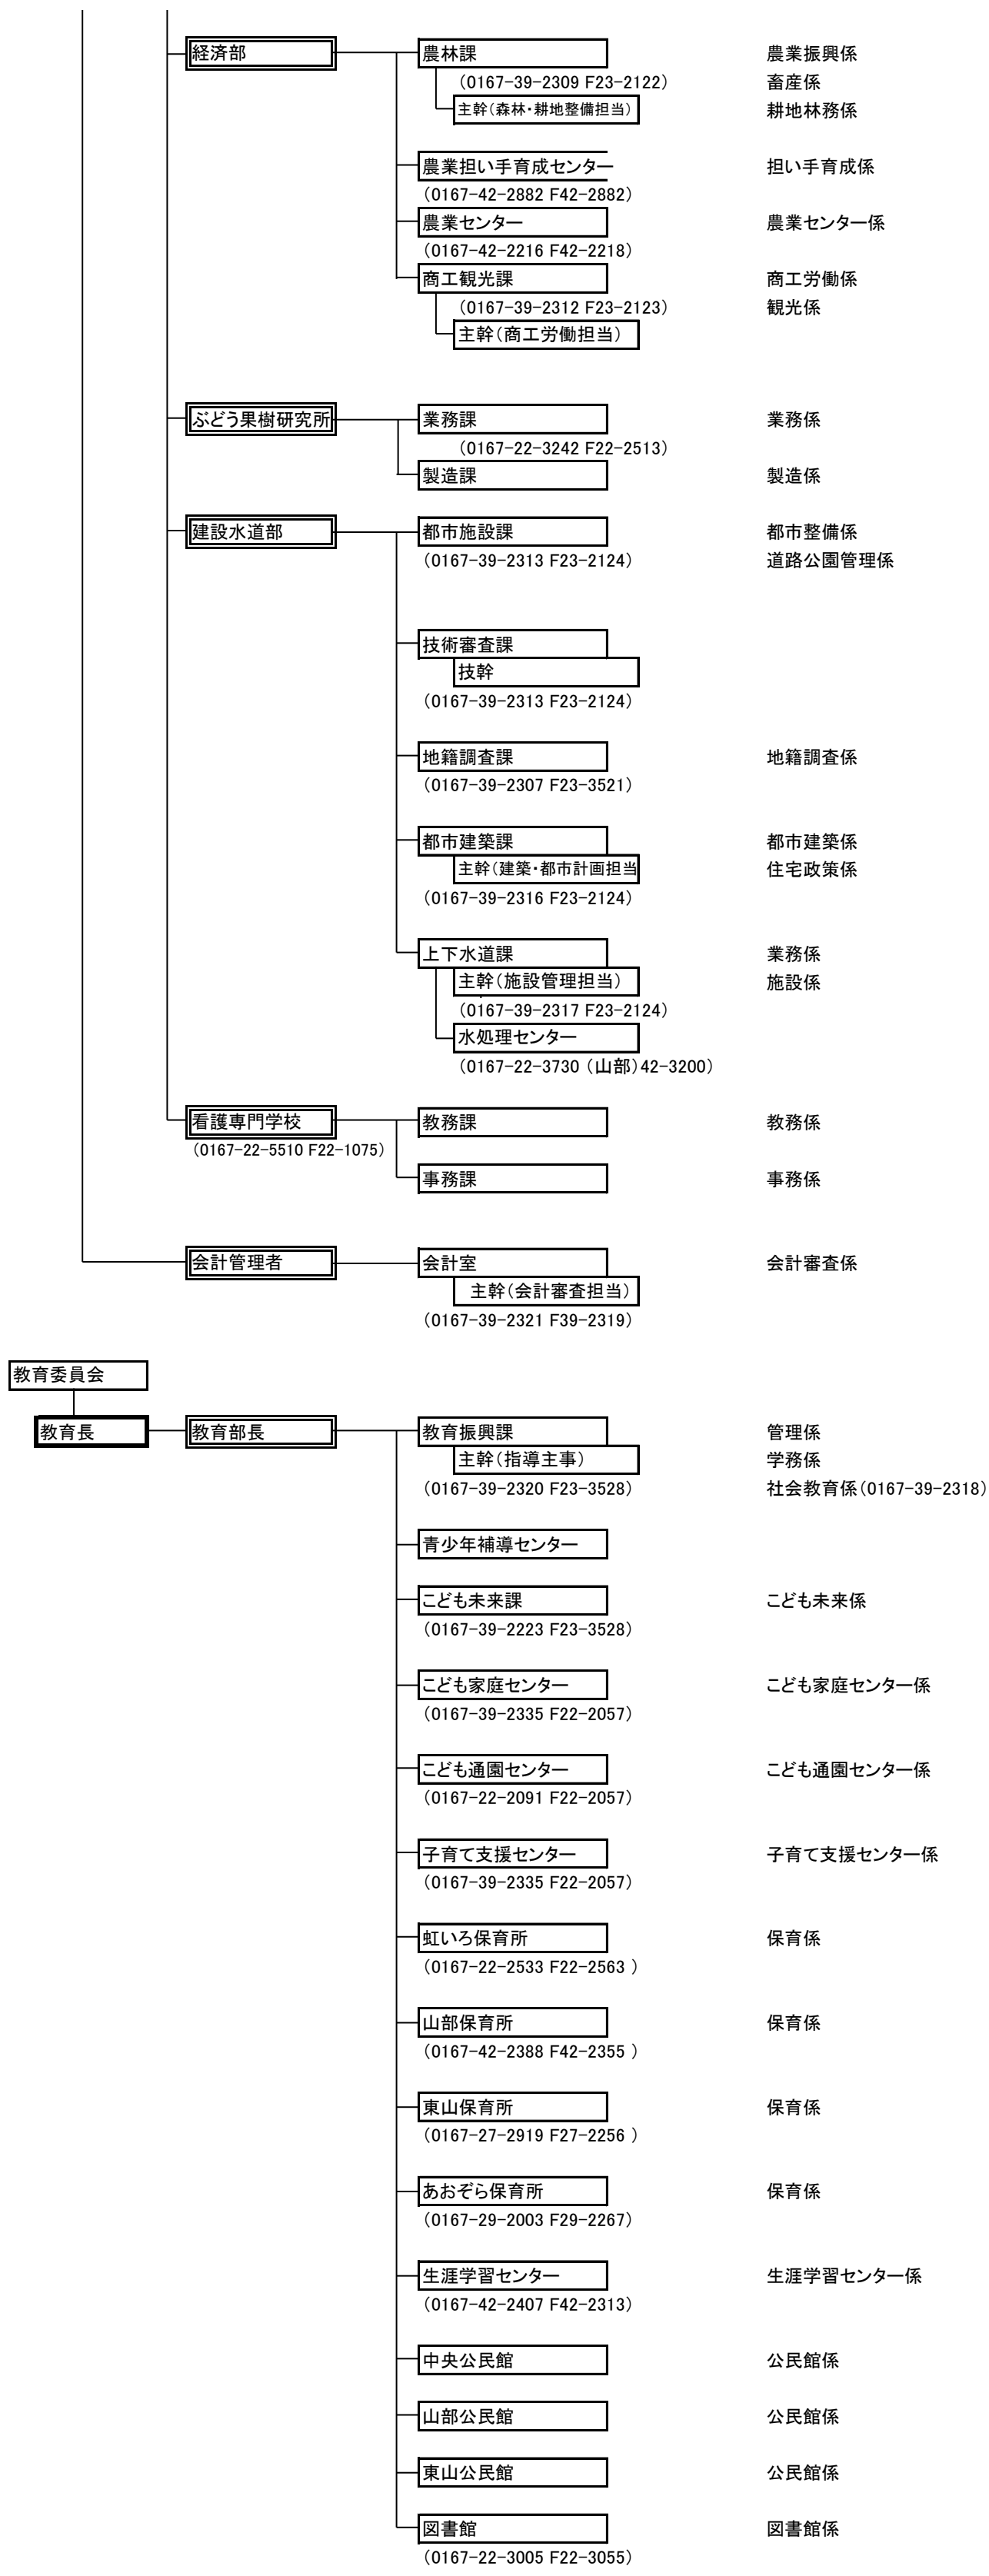 経済部 農林課 農業振興係
（0167-39-2309 F23-2122） 畜産係
主幹（森林・耕地整備担当） 耕地林務係
農業担い手育成センター 担い手育成係
（0167-42-2882 F42-2882）
農業センター 農業センター係
（0167-42-2216 F42-2218）
商工観光課 商工労働係
（0167-39-2312 F23-2123） 観光係
主幹（商工労働担当）
ぶどう果樹研究所 業務課 業務係
（0167-22-3242 F22-2513）
製造課 製造係
建設水道部 都市施設課 都市整備係
（0167-39-2313 F23-2124） 道路公園管理係
技術審査課
技幹
（0167-39-2313 F23-2124）
地籍調査課 地籍調査係
（0167-39-2307 F23-3521）
都市建築課 都市建築係
主幹（建築・都市計画担当 住宅政策係
（0167-39-2316 F23-2124）
上下水道課 業務係
主幹（施設管理担当） 施設係
（0167-39-2317 F23-2124）
水処理センター
（0167-22-3730 （山部）42-3200）
看護専門学校 教務課 教務係
（0167-22-5510 F22-1075）
事務課 事務係
会計管理者 会計室 会計審査係
主幹（会計審査担当）
（0167-39-2321 F39-2319）
教育委員会
教育長 教育部長 教育振興課 管理係
主幹（指導主事） 学務係
（0167-39-2320 F23-3528） 社会教育係（0167-39-2318）
青少年補導センター
こども未来課 こども未来係
（0167-39-2223 F23-3528）
こども家庭センター こども家庭センター係
（0167-39-2335 F22-2057）
こども通園センター こども通園センター係
（0167-22-2091 F22-2057）
子育て支援センター 子育て支援センター係
（0167-39-2335 F22-2057）
虹いろ保育所 保育係
（0167-22-2533 F22-2563 ）
山部保育所 保育係
（0167-42-2388 F42-2355 ）
東山保育所 保育係
（0167-27-2919 F27-2256 ）
あおぞら保育所 保育係
（0167-29-2003 F29-2267）
生涯学習センター 生涯学習センター係
（0167-42-2407 F42-2313）
中央公民館 公民館係
山部公民館 公民館係
東山公民館 公民館係
図書館 図書館係
（0167-22-3005 F22-3055）